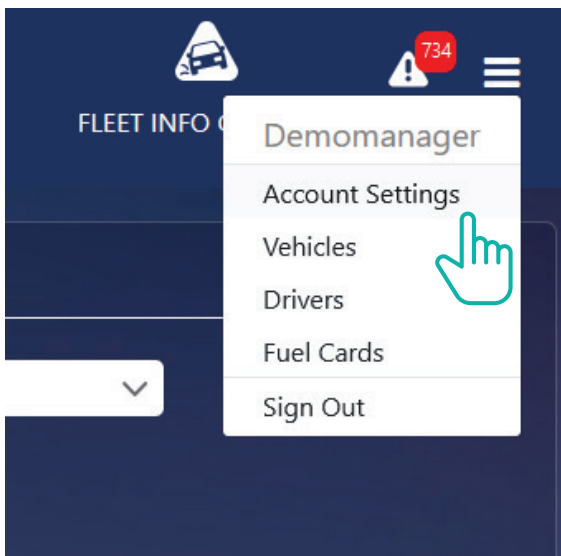 734
FLEET INFO
Demomanager
Account Settings
Vehicles
Drivers
Fuel Cards
Sign Out